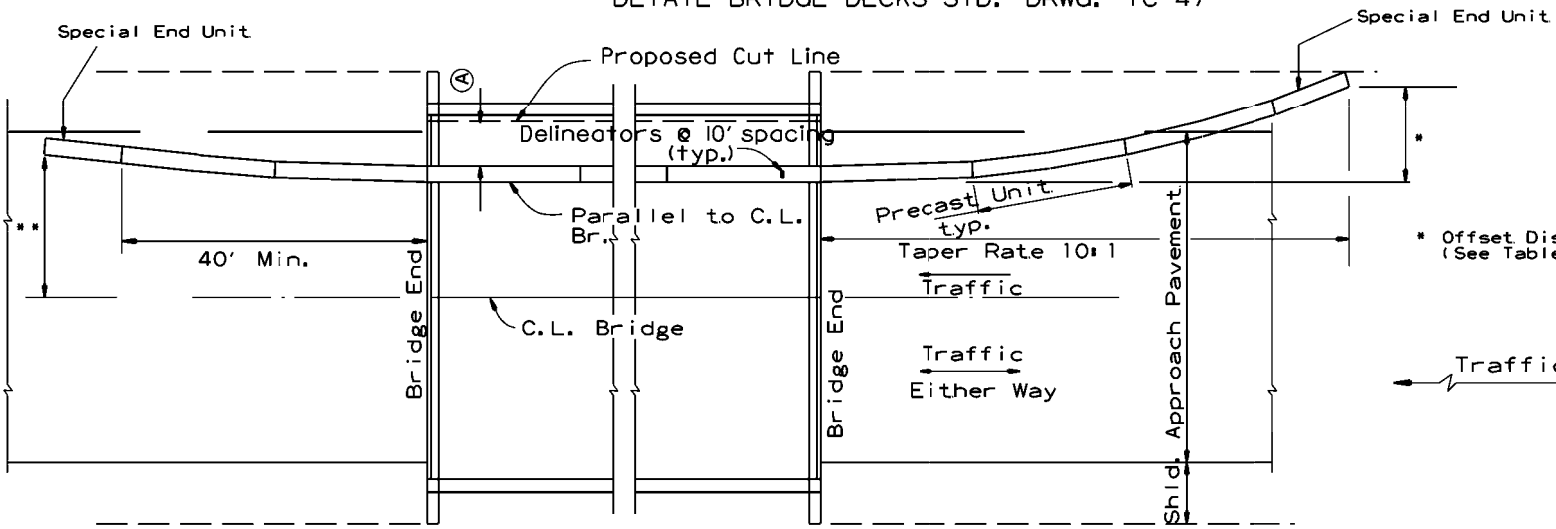 DETAIL BRIDGE DECKS STD. DRWG. TC 47
Special End Unit
Special End Unit
Proposed Cut Line
A
Delineators @ 10' spacing
(typ.)
*
* *
Precast Unit
typ.
Parallel to C.L.
Br.
40' Min.
Taper Rate 10:1
* Offset Dis
(See Table
Traffic
C.L. Bridge
Bridge End
Bridge End
Traffic
Either Way
Shld. Approach Pavement
Traffic